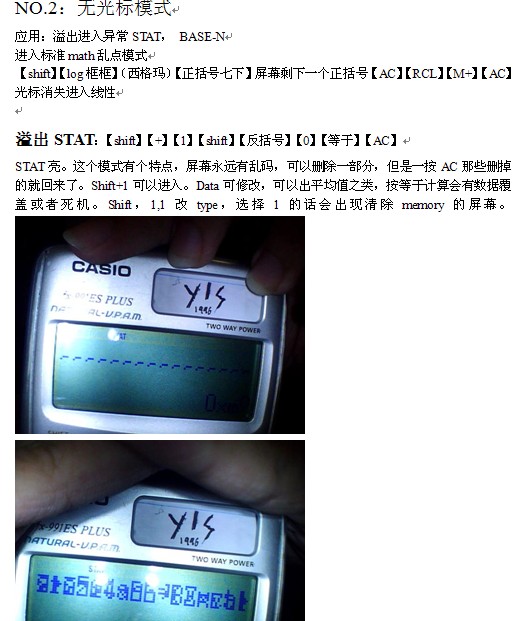 NO.2：无光标模式
应用：溢出进入异常 STAT， BASE-N↵
进入标准 math 乱点模式
【shift】【log 框框】（西格玛）【正括号七下】屏幕剩下一个正括号【AC】【RCL】【M+】【AC】
光标消失进入线性↵
↵
溢出 STAT:【shift】【+】【1】【shift】【反括号】【0】【等于】【AC】↵
STAT 亮。这个模式有个特点，屏幕永远有乱码，可以删除一部分，但是一按 AC 那些删掉
的就回来了。Shift+1 可以进入。Data 可修改，可以出平均值之类，按等于计算会有数据覆
盖或者死机。Shift，1,1 改 type，选择 1 的话会出现清除 memory 的屏幕。
CASIO
fx-991ES PLUS
NATURAL-V.P.A.M.
YIS
1996
TWO WAY POWER
0
991ES PLUS
NATURAL-V.P.A.M.
YIS
1996
TWO WAY POWER